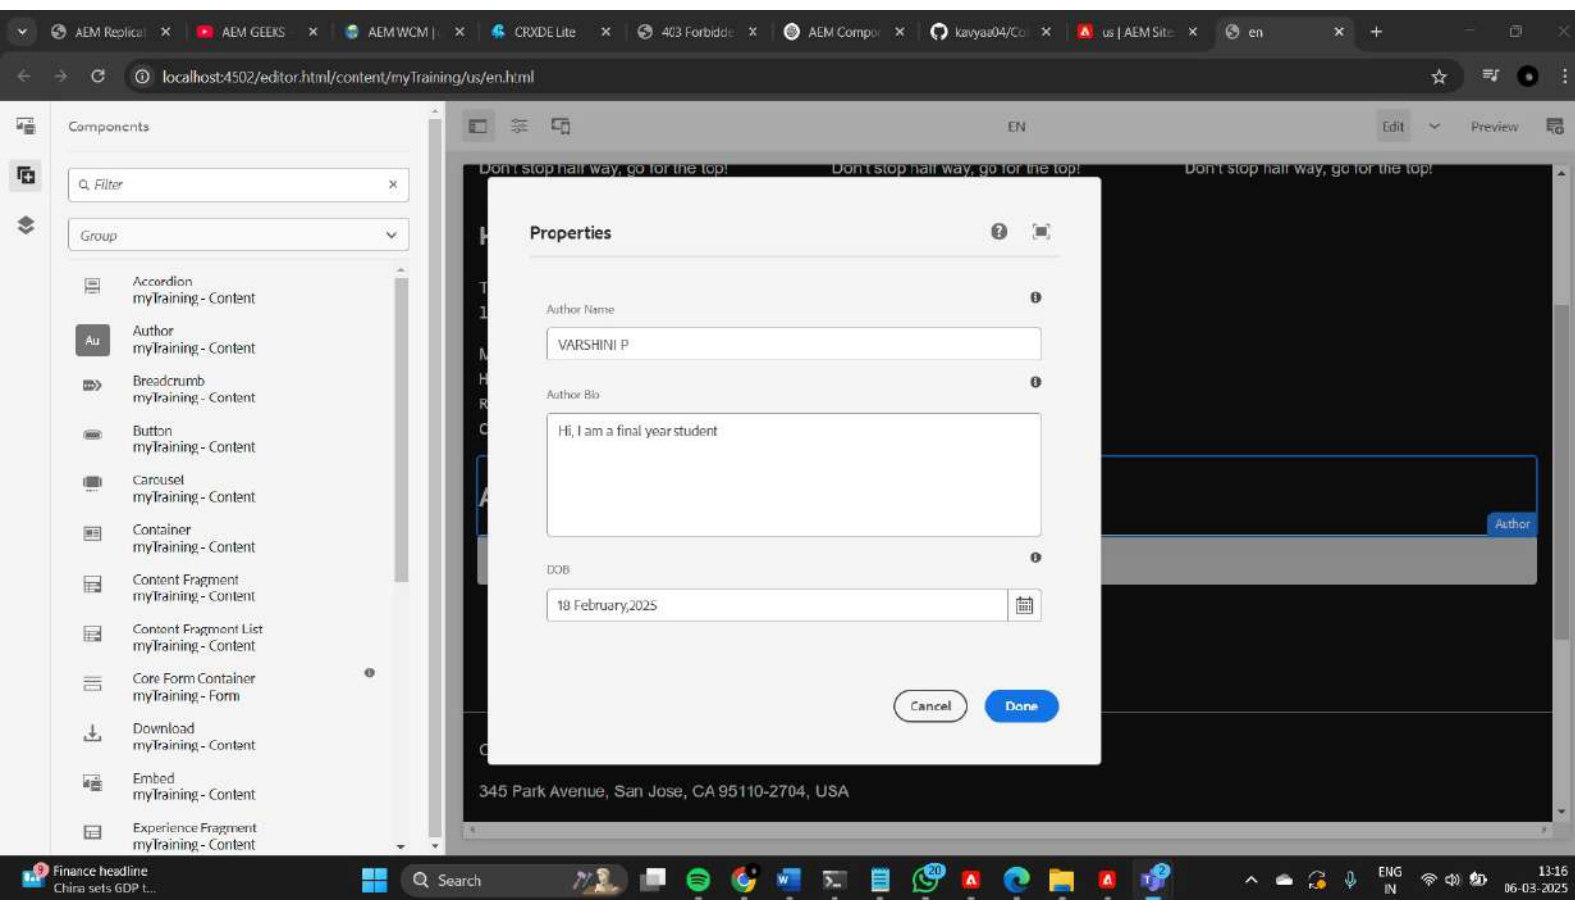 AEM Replicat
AEM GEEKS
AEM WCM |
CRXDE Lite
403 Forbidde
AEM Compo
kavyaa04/Co
us | AEM Site
en
localhost:4502/editor.html/content/myTraining/us/en.html
Components
EN
Edit
Preview
Filter
Group
Accordion
myTraining - Content
Au
Author
myTraining - Content
Breadcrumb
myTraining - Content
Button
myTraining - Content
Carousel
myTraining - Content
Container
myTraining - Content
Content Fragment
myTraining - Content
Content Fragment List
myTraining - Content
Core Form Container
myTraining - Form
Download
myTraining - Content
Embed
myTraining - Content
Experience Fragment
myTraining - Content
Don't stop half way, go for the top!
Don't stop half way, go for the top!
Don't stop half way, go for the top!
Properties
Author Name
VARSHINI P
Author Bio
Hi, I am a final year student
DOB
18 February,2025
Cancel
Done
Author
345 Park Avenue, San Jose, CA 95110-2704, USA
9
Finance headline
China sets GDP t...
Search
20
2
ENG
IN
13:16
06-03-2025